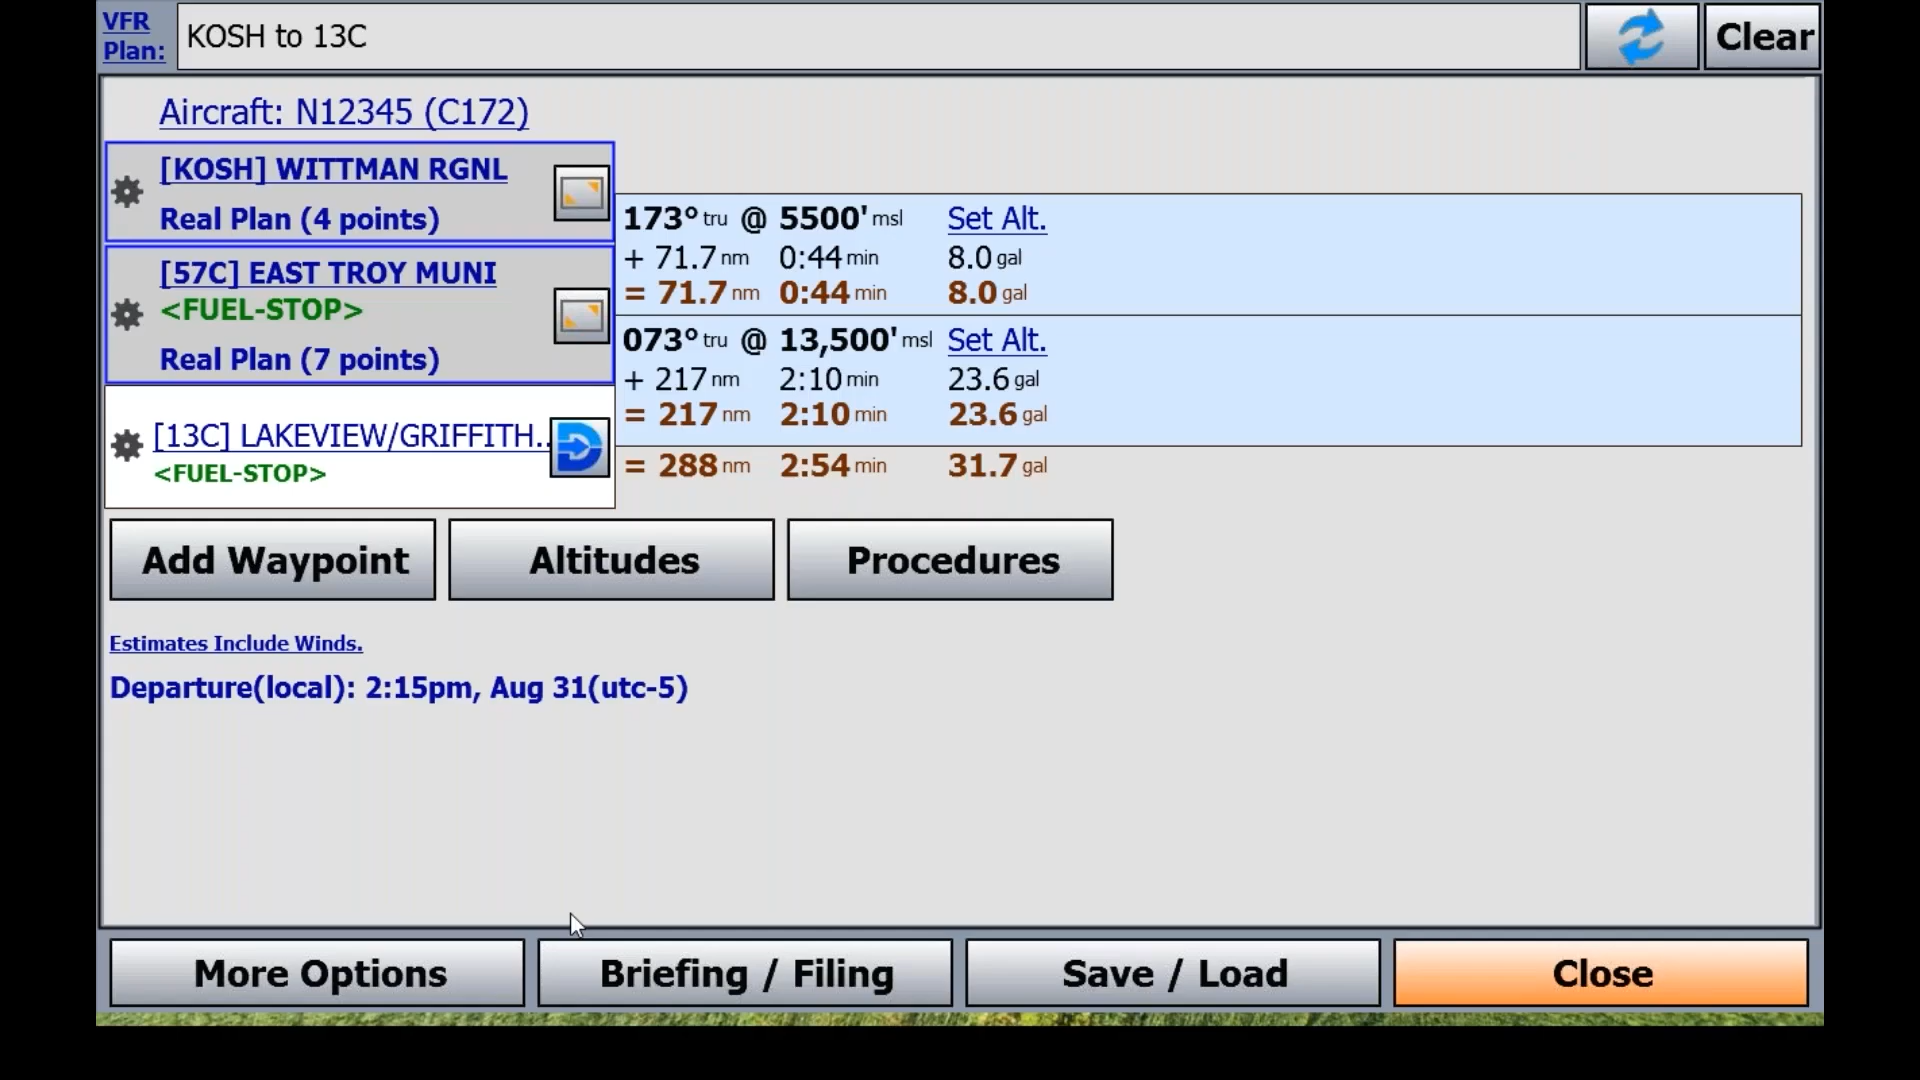 VFR
Plan:
KOSH to 13C
Clear
Aircraft: N12345 (C172)
[KOSH] WITTMAN RGNL
Real Plan (4 points)
173° tru @ 5500' msl Set Alt.
+ 71.7 nm 0:44 min 8.0 gal
= 71.7 nm 0:44 min 8.0 gal
[57C] EAST TROY MUNI
<FUEL-STOP>
Real Plan (7 points)
073° tru @ 13,500' msl Set Alt.
+ 217 nm 2:10 min 23.6 gal
= 217 nm 2:10 min 23.6 gal
[13C] LAKEVIEW/GRIFFITH..
<FUEL-STOP>
= 288 nm 2:54 min 31.7 gal
Add Waypoint
Altitudes
Procedures
Estimates Include Winds.
Departure(local): 2:15pm, Aug 31(utc-5)
More Options
Briefing / Filing
Save / Load
Close